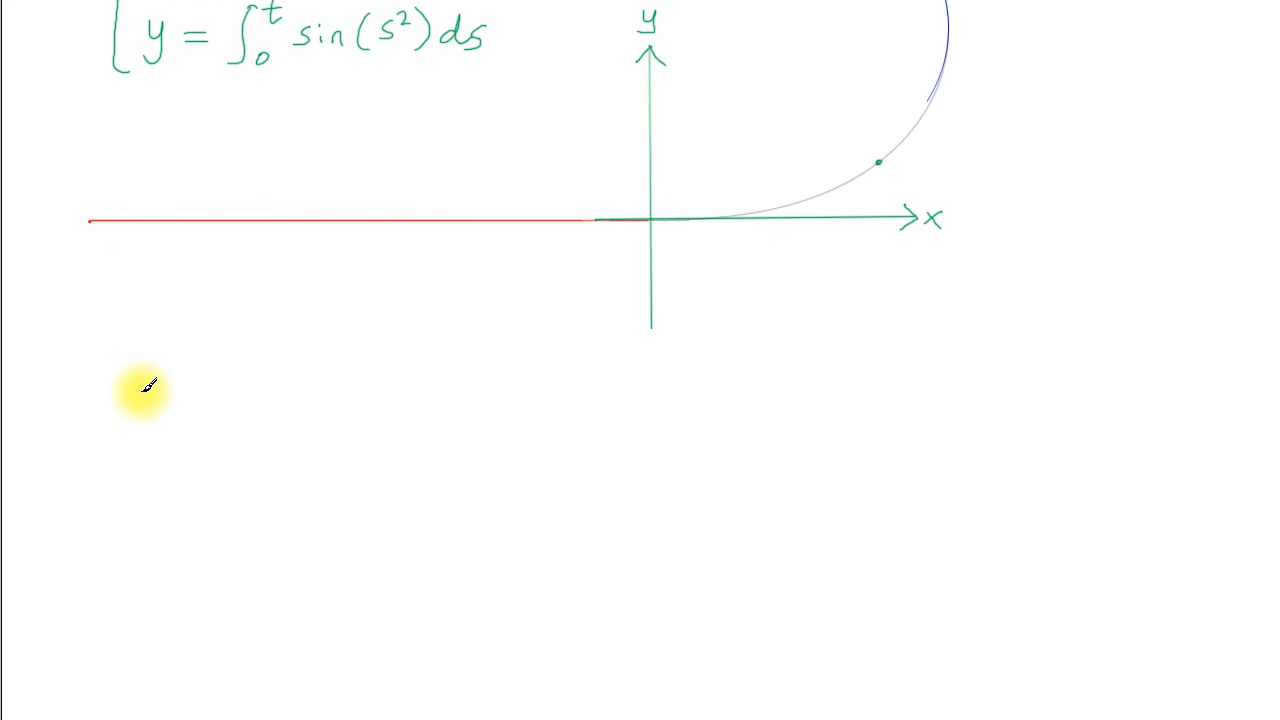 y = ∫₀ᵗ sin(s²)ds
y
x